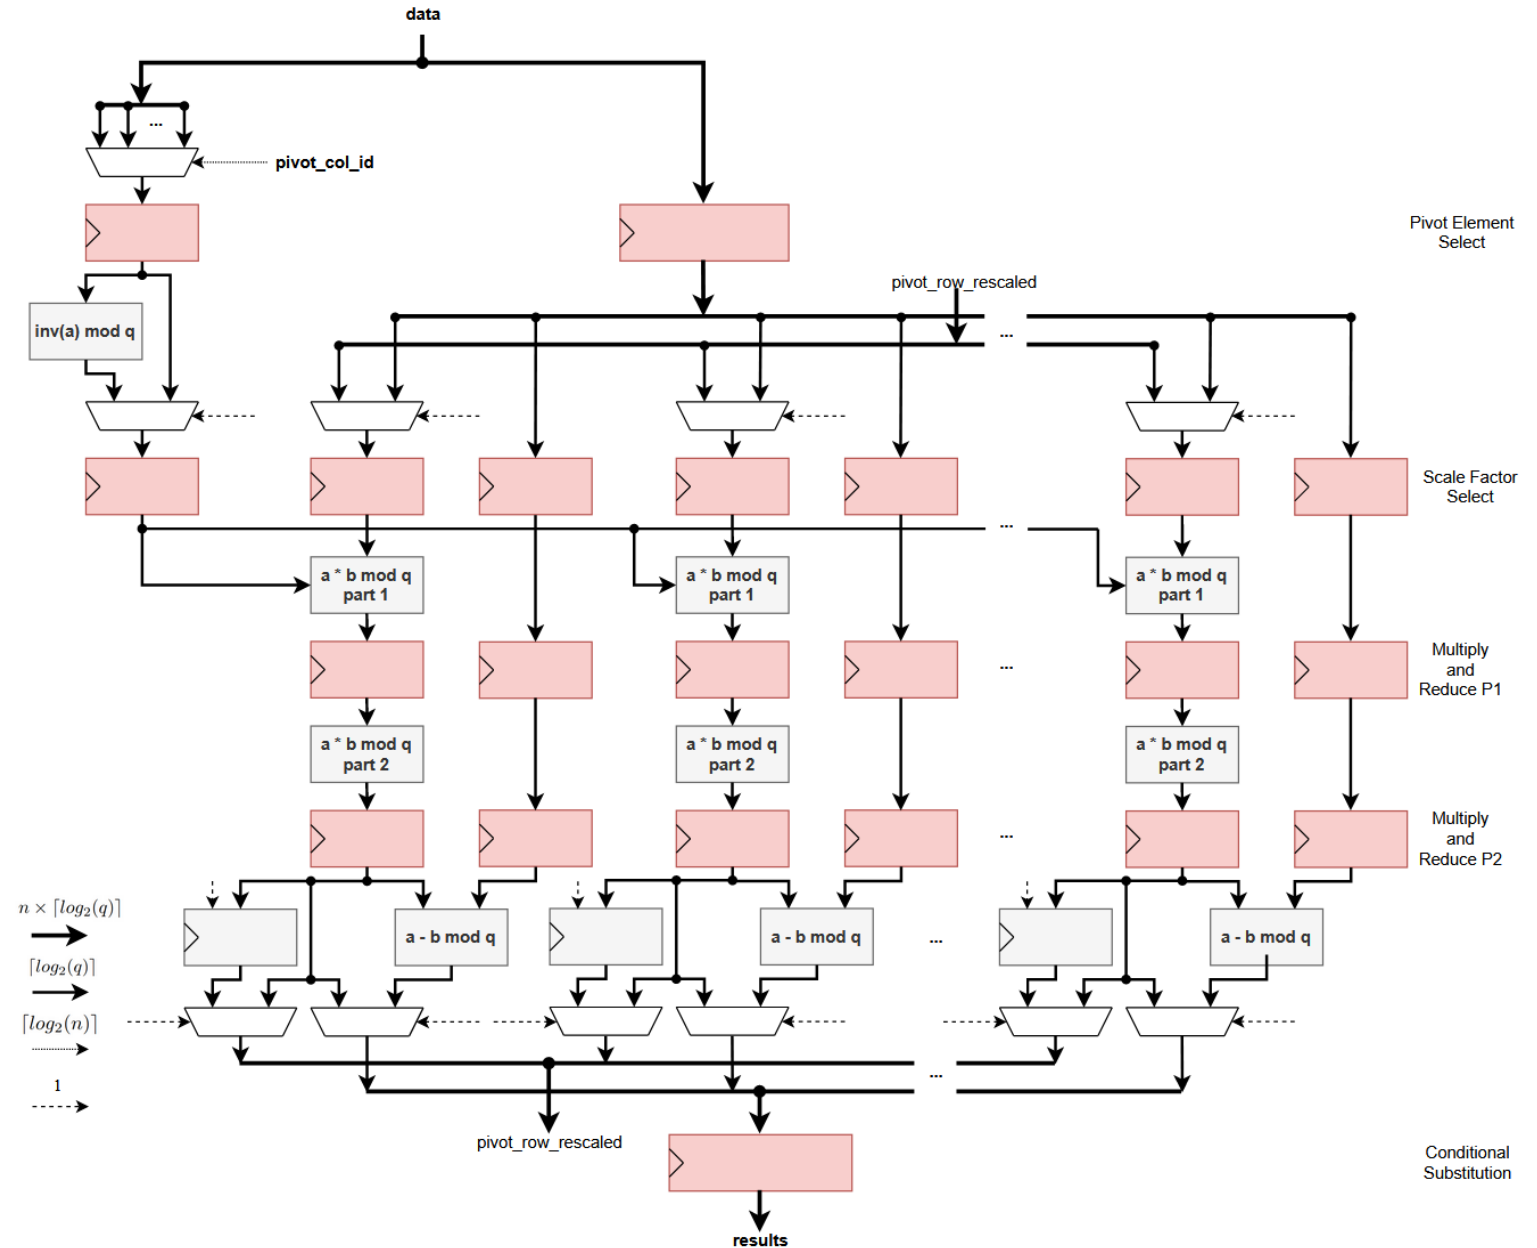 data
...
pivot_col_id
Pivot Element
Select
pivot_row_rescaled
inv(a) mod q
...
Scale Factor
Select
...
a * b mod q
part 1
a * b mod q
part 1
a * b mod q
part 1
Multiply
and
Reduce P1
...
a * b mod q
part 2
a * b mod q
part 2
a * b mod q
part 2
Multiply
and
Reduce P2
...
n × ⌈log₂(q)⌉
a - b mod q
a - b mod q
...
a - b mod q
⌈log₂(q)⌉
⌈log₂(n)⌉
1
...
pivot_row_rescaled
Conditional
Substitution
results